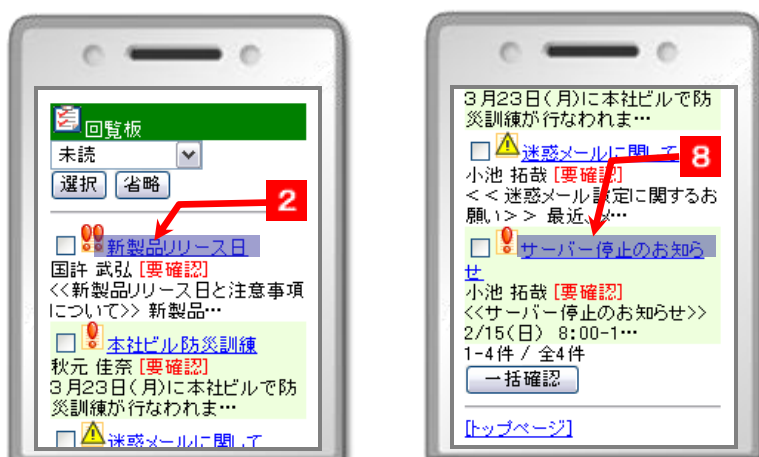 回覧板
未読
選択 省略
2
新製品リリース日
国許 武弘 [要確認]
<<新製品リリース日と注意事項
について>> 新製品…
本社ビル防災訓練
秋元 佳奈 [要確認]
3月23日(月)に本社ビルで防
災訓練が行なわれま…
迷惑メールに関して
3月23日(月)に本社ビルで防
災訓練が行なわれま…
迷惑メールに関して
8
小池 拓哉 [要確認]
<<迷惑メール設定に関するお
願い>> 最近、メ…
サーバー停止のお知ら
せ
小池 拓哉 [要確認]
<<サーバー停止のお知らせ>>
2/15(日) 8:00-1…
1-4件 / 全4件
一括確認
[トップページ]